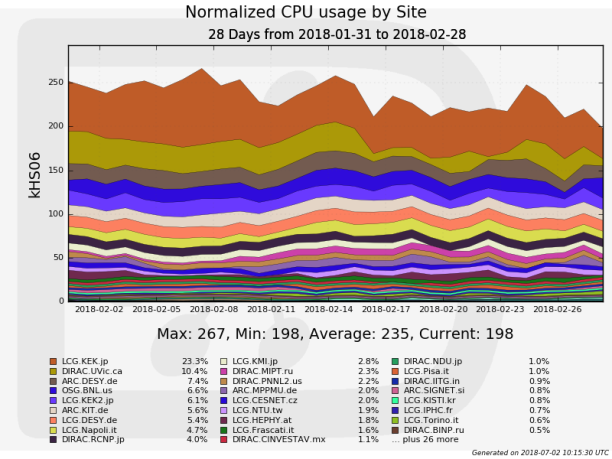 Normalized CPU usage by Site
28 Days from 2018-01-31 to 2018-02-28
kHS06
250
200
150
100
50
0
2018-02-02 2018-02-05 2018-02-08 2018-02-11 2018-02-14 2018-02-17 2018-02-20 2018-02-23 2018-02-26
Max: 267, Min: 198, Average: 235, Current: 198
LCG.KEK.jp 23.3% LCG.KMI.jp 2.8% DIRAC.NDU.jp 1.0%
DIRAC.UVic.ca 10.4% DIRAC.MIPT.ru 2.3% LCG.Pisa.it 1.0%
ARC.DESY.de 7.4% DIRAC.PNNL2.us 2.2% DIRAC.IITG.in 0.9%
OSG.BNL.us 6.6% ARC.MPPMU.de 2.0% ARC.SIGNET.si 0.8%
LCG.KEK2.jp 6.1% LCG.CESNET.cz 2.0% LCG.KISTI.kr 0.8%
ARC.KIT.de 5.6% LCG.NTU.tw 1.9% LCG.IPHC.fr 0.7%
LCG.DESY.de 5.4% LCG.HEPHY.at 1.8% LCG.Torino.it 0.6%
LCG.Napoli.it 4.7% LCG.Frascati.it 1.6% DIRAC.BINP.ru 0.5%
DIRAC.RCNP.jp 4.0% DIRAC.CINVESTAV.mx 1.1% ... plus 26 more
Generated on 2018-07-02 10:15:30 UTC